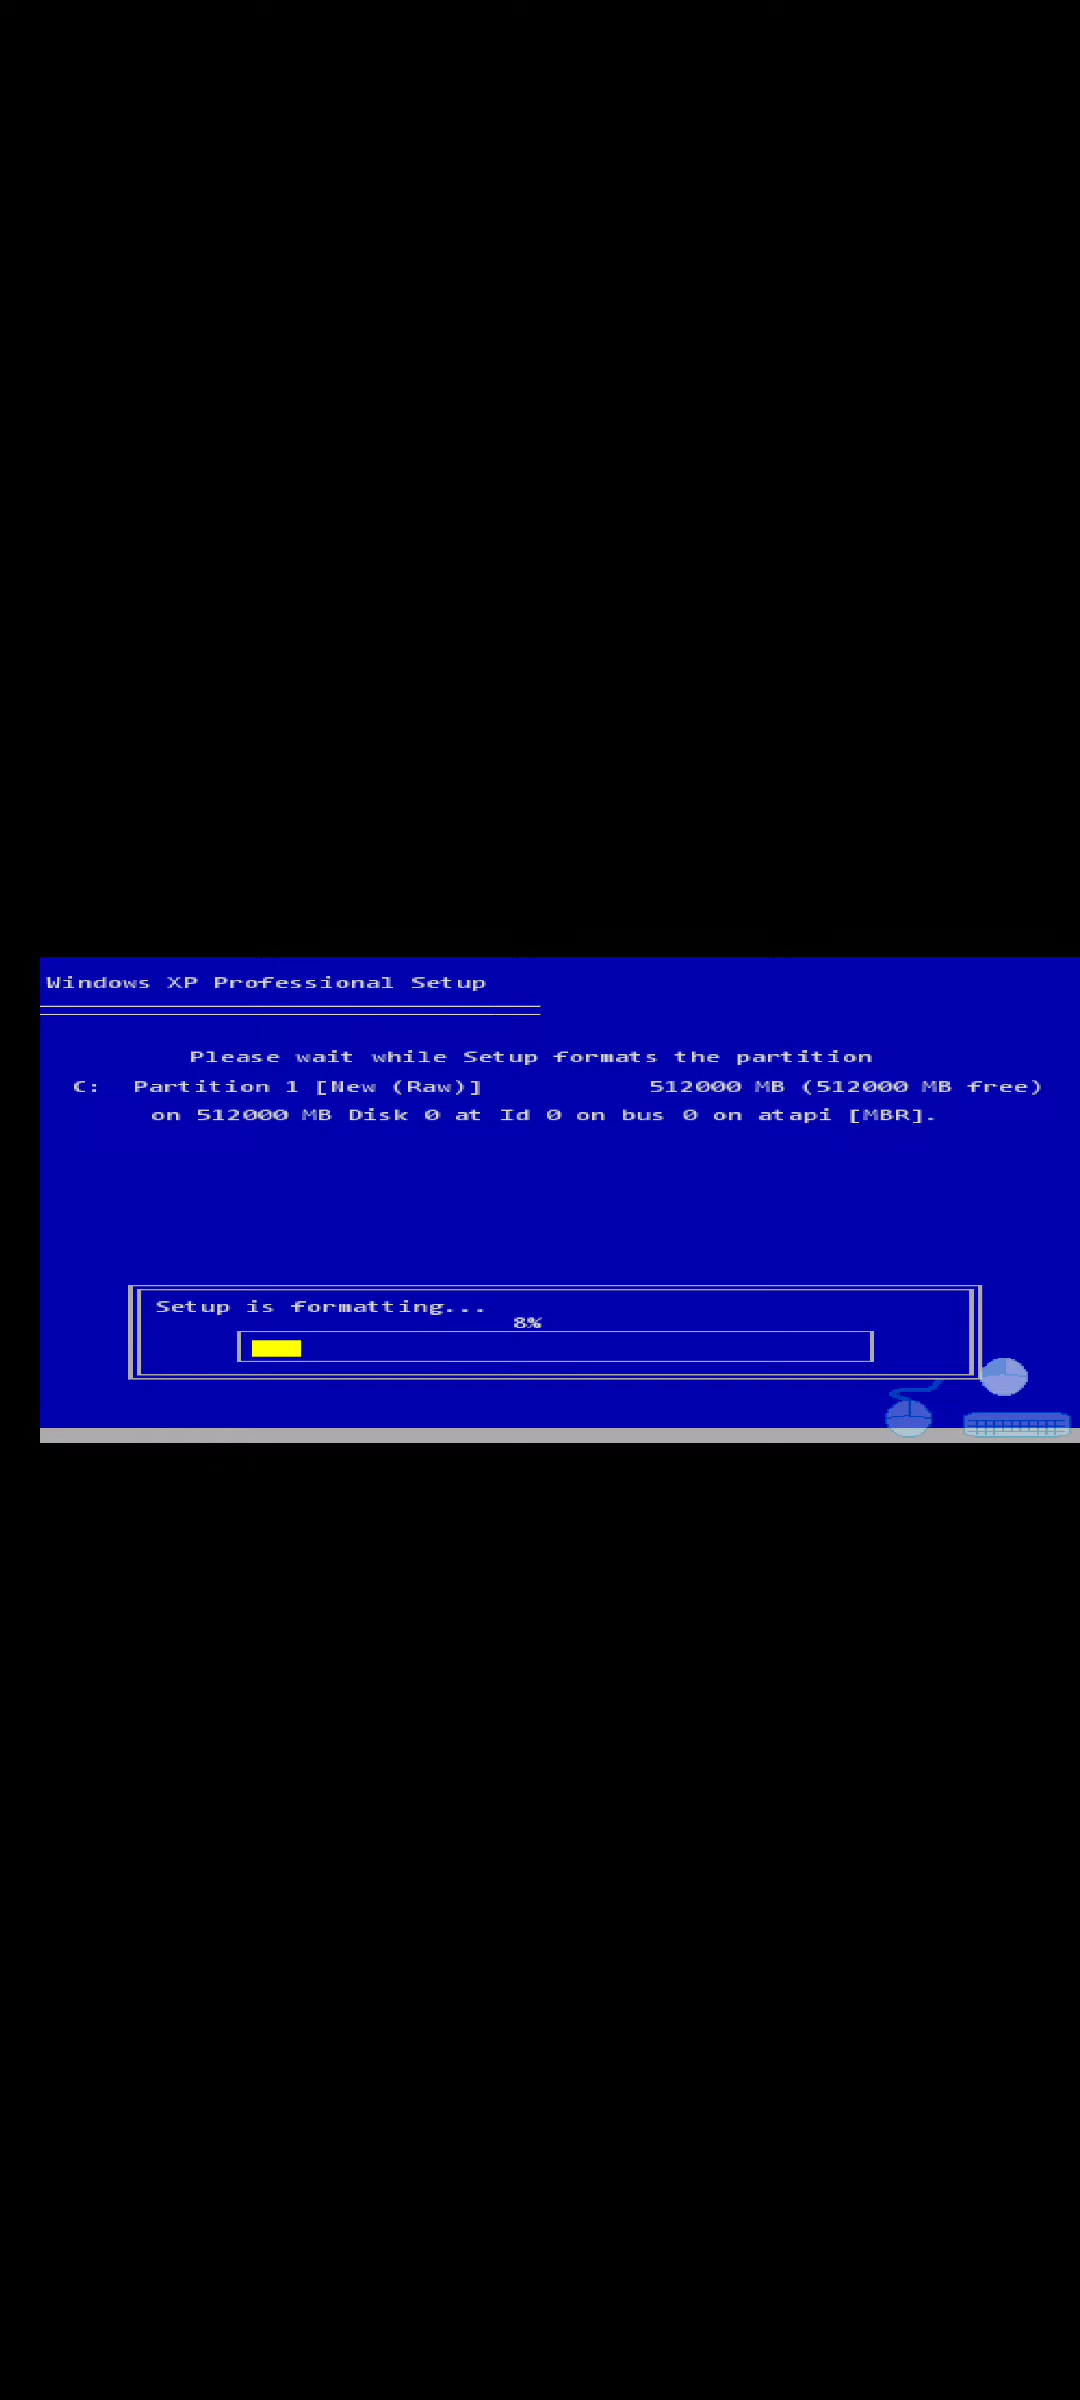 Windows XP Professional Setup
Please wait while Setup formats the partition
C: Partition 1 [New (Raw)] 512000 MB (512000 MB free)
on 512000 MB Disk 0 at Id 0 on bus 0 on atapi [MBR].
Setup is formatting...
8%